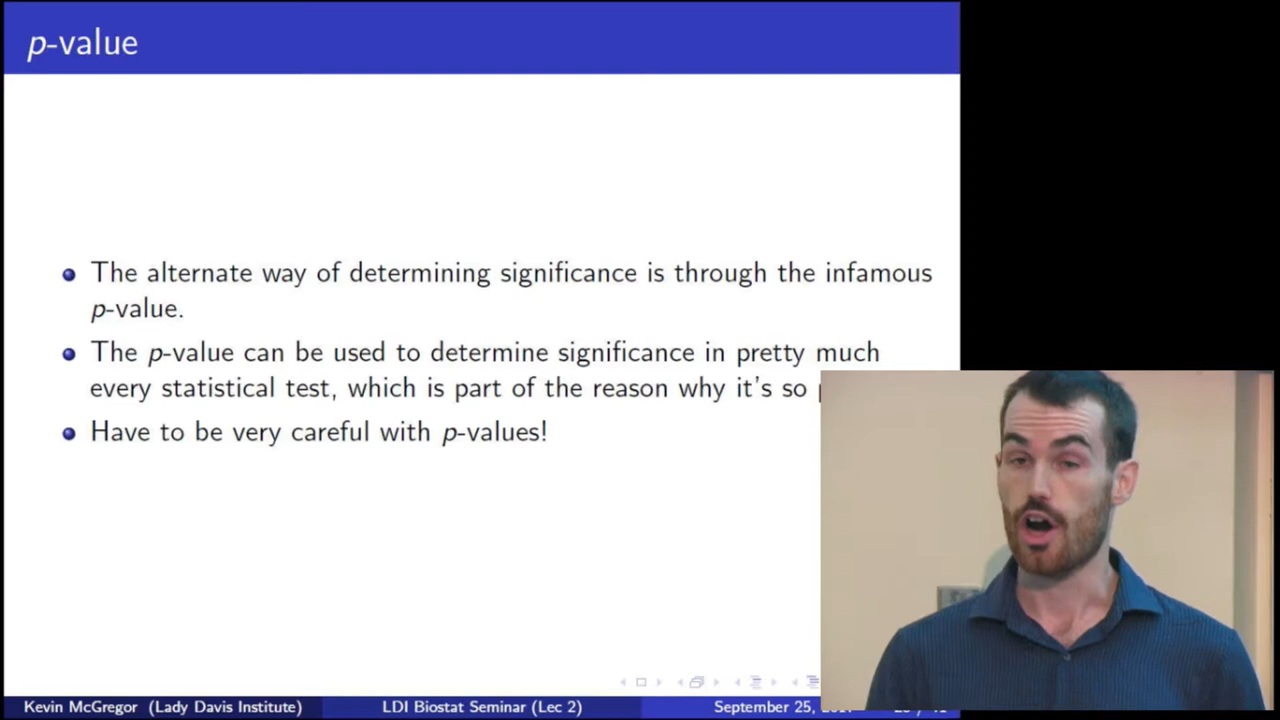 p-value
The alternate way of determining significance is through the infamous
p-value.
The p-value can be used to determine significance in pretty much
every statistical test, which is part of the reason why it's so
Have to be very careful with p-values!
Kevin McGregor (Lady Davis Institute) LDI Biostat Seminar (Lec 2) September 25,